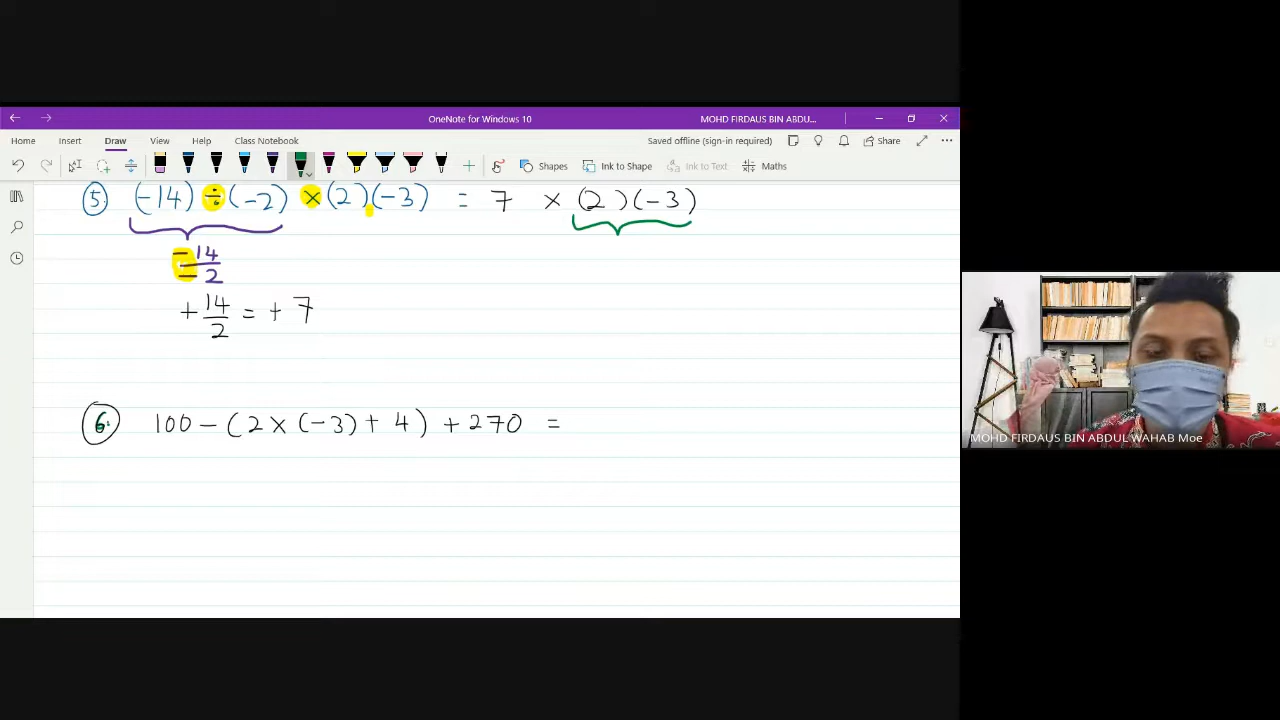 OneNote for Windows 10
MOHD FIRDAUS BIN ABDU...
Home Insert Draw View Help Class Notebook
Saved offline (sign-in required)
Share
Shapes Ink to Shape Ink to Text Maths
5. (-14) ÷ (-2) × (2)(-3) = 7 × (2)(-3)
-14
-2
+ 14/2 = + 7
6. 100 - (2 × (-3) + 4) + 270 =
MOHD FIRDAUS BIN ABDUL WAHAB Moe